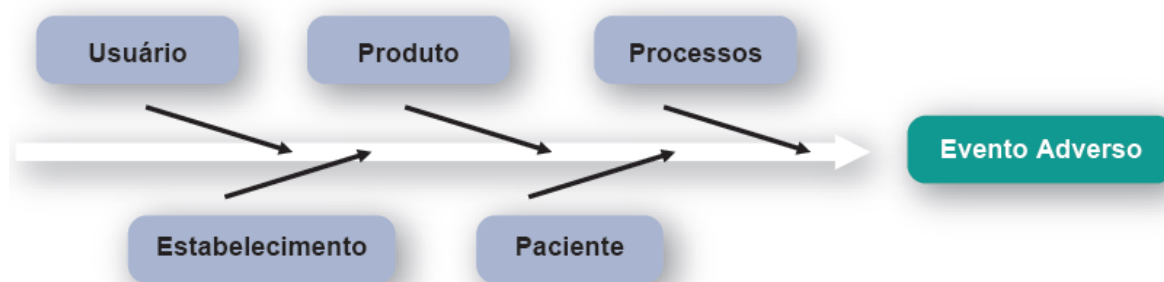 Usuário
Produto
Processos
Evento Adverso
Estabelecimento
Paciente